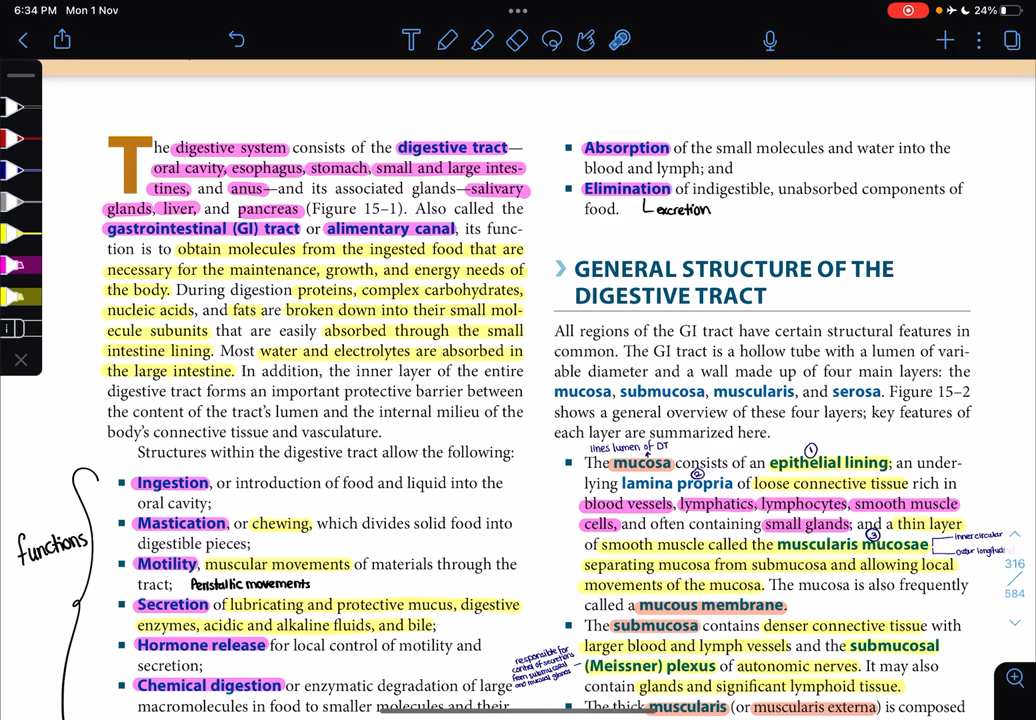 6:34 PM Mon 1 Nov
24%
The digestive system consists of the digestive tract—
oral cavity, esophagus, stomach, small and large intes-
tines, and anus—and its associated glands—salivary
glands, liver, and pancreas (Figure 15–1). Also called the
gastrointestinal (GI) tract or alimentary canal, its func-
tion is to obtain molecules from the ingested food that are
necessary for the maintenance, growth, and energy needs of
the body. During digestion proteins, complex carbohydrates,
nucleic acids, and fats are broken down into their small mol-
ecule subunits that are easily absorbed through the small
intestine lining. Most water and electrolytes are absorbed in
the large intestine. In addition, the inner layer of the entire
digestive tract forms an important protective barrier between
the content of the tract's lumen and the internal milieu of the
body's connective tissue and vasculature.
Structures within the digestive tract allow the following:
functions
■ Ingestion, or introduction of food and liquid into the
oral cavity;
■ Mastication, or chewing, which divides solid food into
digestible pieces;
■ Motility, muscular movements of materials through the
tract; Peristaltic movements
■ Secretion of lubricating and protective mucus, digestive
enzymes, acidic and alkaline fluids, and bile;
■ Hormone release for local control of motility and
secretion;
■ Chemical digestion or enzymatic degradation of large
macromolecules in food to smaller molecules and their
■ Absorption of the small molecules and water into the
blood and lymph; and
■ Elimination of indigestible, unabsorbed components of
food. excretion
GENERAL STRUCTURE OF THE
DIGESTIVE TRACT
All regions of the GI tract have certain structural features in
common. The GI tract is a hollow tube with a lumen of vari-
able diameter and a wall made up of four main layers: the
mucosa, submucosa, muscularis, and serosa. Figure 15–2
shows a general overview of these four layers; key features of
each layer are summarized here.
lines lumen of DT
1
■ The mucosa consists of an epithelial lining; an under-
2
lying lamina propria of loose connective tissue rich in
blood vessels, lymphatics, lymphocytes, smooth muscle
cells, and often containing small glands; and a thin layer
3
of smooth muscle called the muscularis mucosae
inner circular
outer longitudinal
separating mucosa from submucosa and allowing local
movements of the mucosa. The mucosa is also frequently
called a mucous membrane.
■ The submucosa contains denser connective tissue with
larger blood and lymph vessels and the submucosal
(Meissner) plexus of autonomic nerves. It may also
contain glands and significant lymphoid tissue.
responsible for
control of secretions
from submucosal
and mucosal glands
■ The thick muscularis (or muscularis externa) is composed
316
584